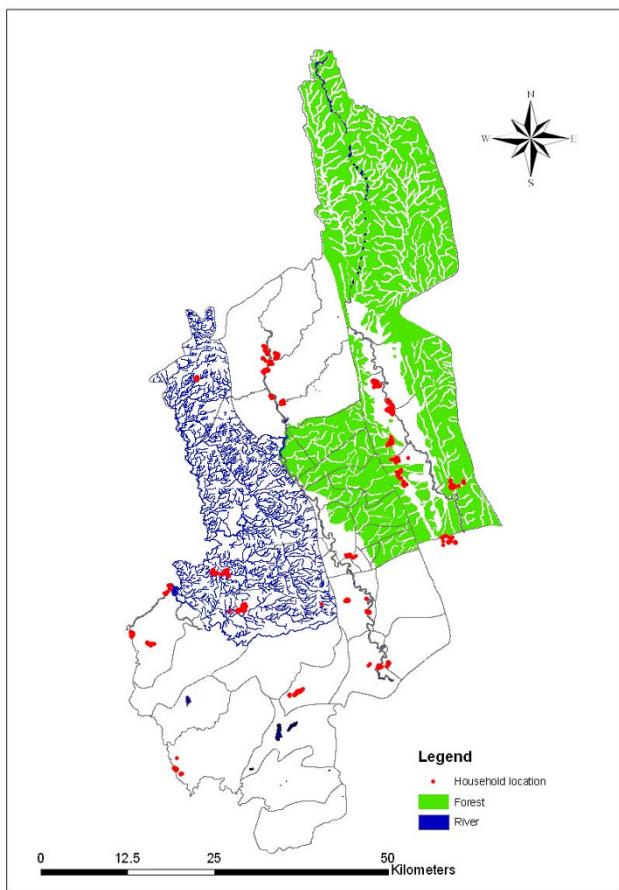 N
W E
S
Legend
Household location
Forest
River
0 12.5 25 50
Kilometers